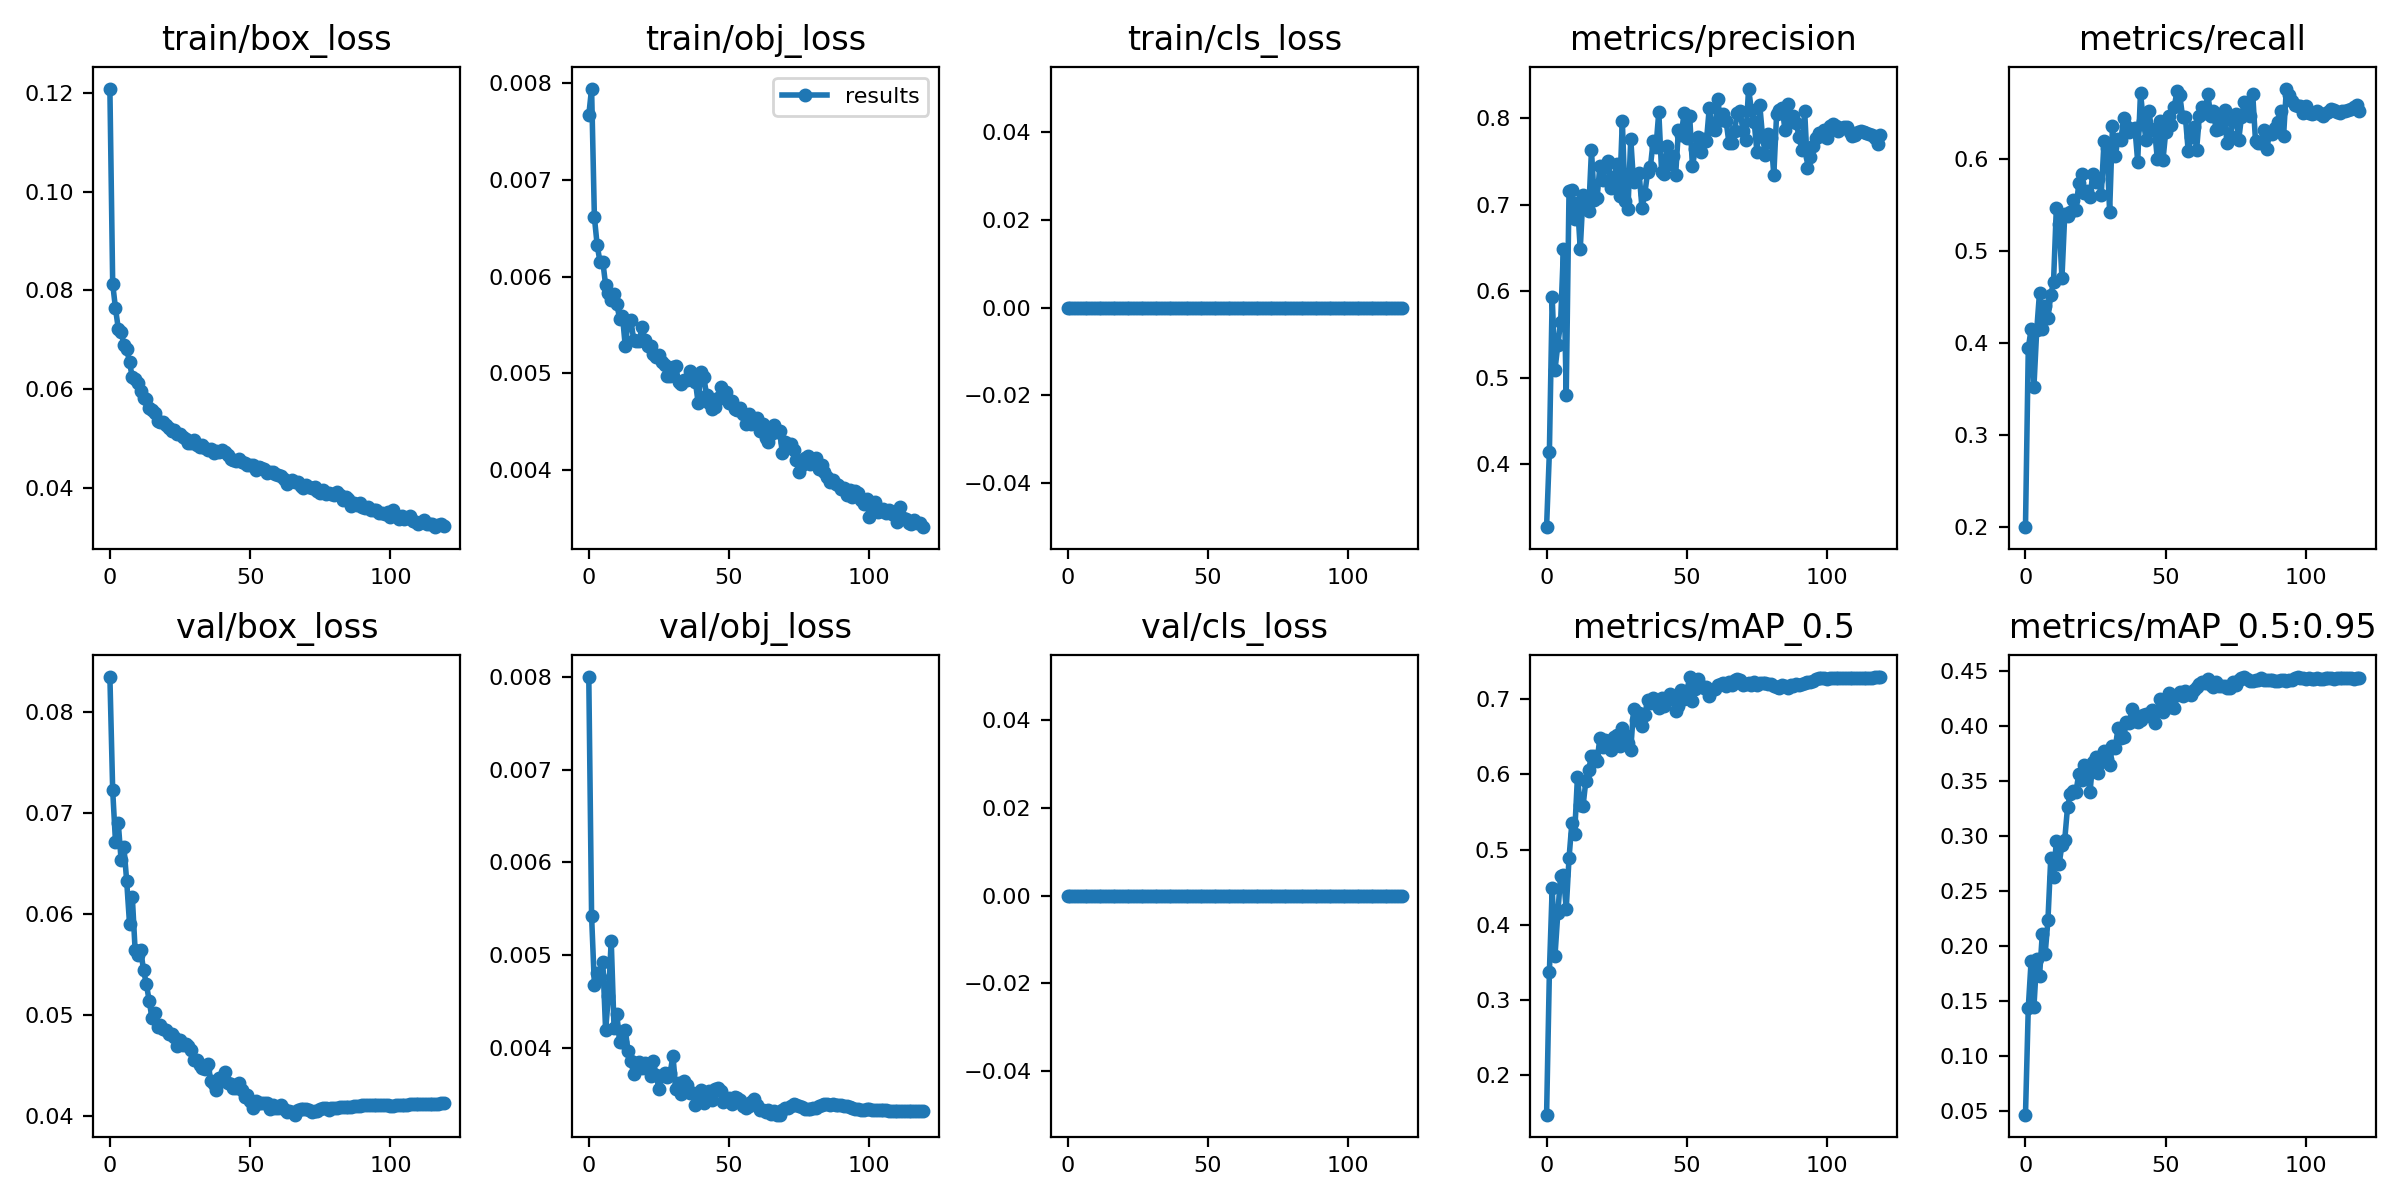 train/box_loss
0.12
0.10
0.08
0.06
0.04
0 50 100
train/obj_loss
results
0.008
0.007
0.006
0.005
0.004
0 50 100
train/cls_loss
0.04
0.02
0.00
−0.02
−0.04
0 50 100
metrics/precision
0.8
0.7
0.6
0.5
0.4
0 50 100
metrics/recall
0.6
0.5
0.4
0.3
0.2
0 50 100
val/box_loss
0.08
0.07
0.06
0.05
0.04
0 50 100
val/obj_loss
0.008
0.007
0.006
0.005
0.004
0 50 100
val/cls_loss
0.04
0.02
0.00
−0.02
−0.04
0 50 100
metrics/mAP_0.5
0.7
0.6
0.5
0.4
0.3
0.2
0 50 100
metrics/mAP_0.5:0.95
0.45
0.40
0.35
0.30
0.25
0.20
0.15
0.10
0.05
0 50 100